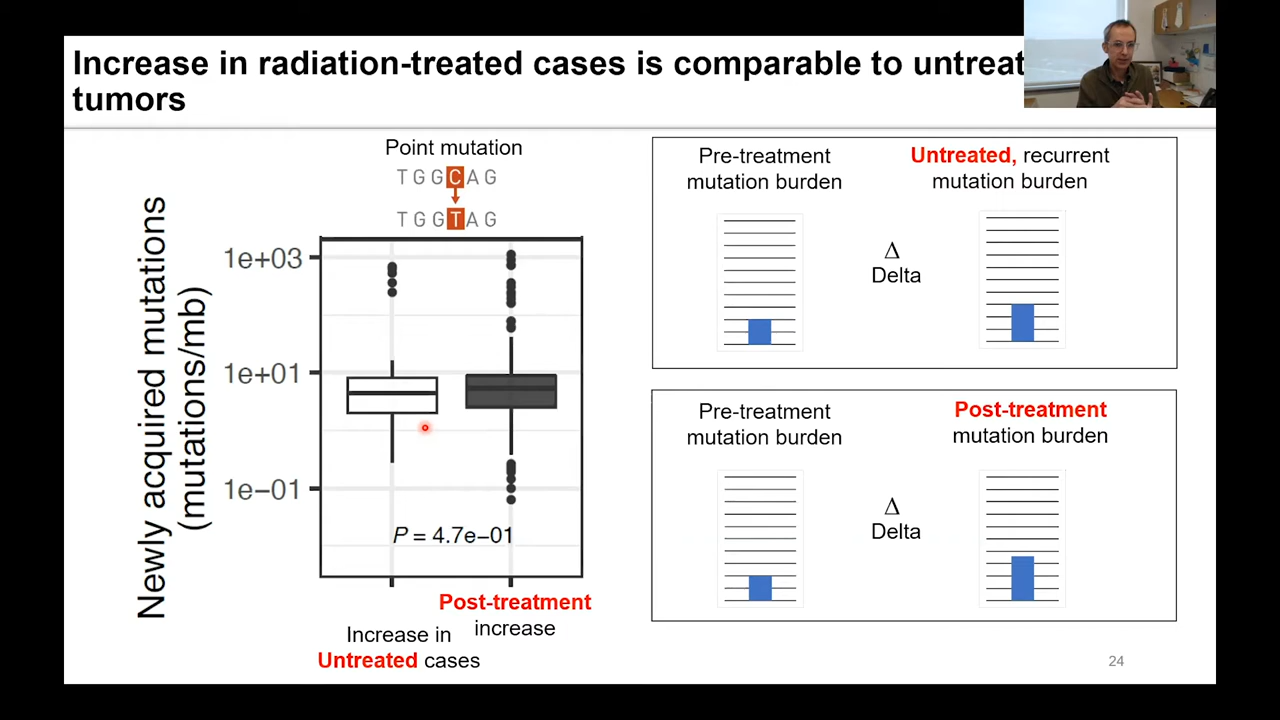 Increase in radiation-treated cases is comparable to
tumors
Point mutation
TGGCAG
TGGTAG
Newly acquired mutations
(mutations/mb)
1e+03
1e+01
1e−01
P = 4.7e−01
Post-treatment
increase
Increase in
Untreated cases
Pre-treatment
mutation burden
Untreated, recurrent
mutation burden
Δ
Delta
Pre-treatment
mutation burden
Post-treatment
mutation burden
Δ
Delta
24